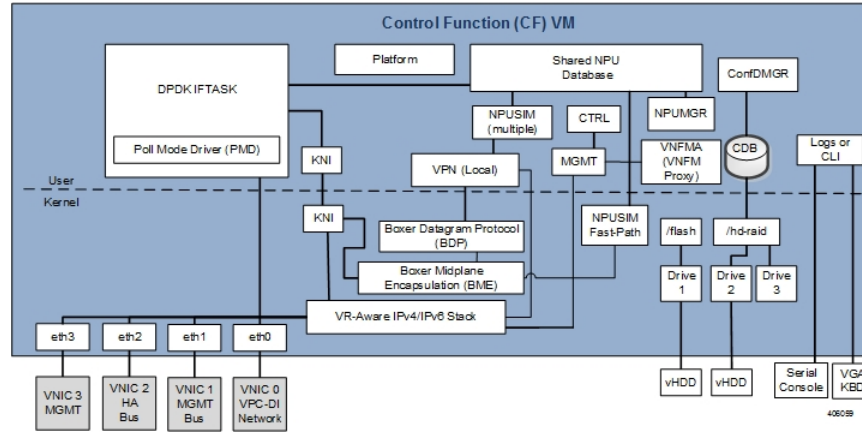 Control Function (CF) VM
DPDK IFTASK
Poll Mode Driver (PMD)
Platform
Shared NPU
Database
ConfDMGR
NPUSIM
(multiple)
CTRL
NPUMGR
KNI
VPN (Local)
MGMT
VNFMA
(VNFM
Proxy)
CDB
Logs or
CLI
User
Kernel
KNI
Boxer Datagram Protocol
(BDP)
NPUSIM
Fast-Path
/flash
/hd-raid
Boxer Midplane
Encapsulation (BME)
Drive
1
Drive
2
Drive
3
VR-Aware IPv4/IPv6 Stack
eth3
eth2
eth1
eth0
VNIC 3
MGMT
VNIC 2
HA
Bus
VNIC 1
MGMT
Bus
VNIC 0
VPC-DI
Network
vHDD
vHDD
Serial
Console
VGA
KBD
406059